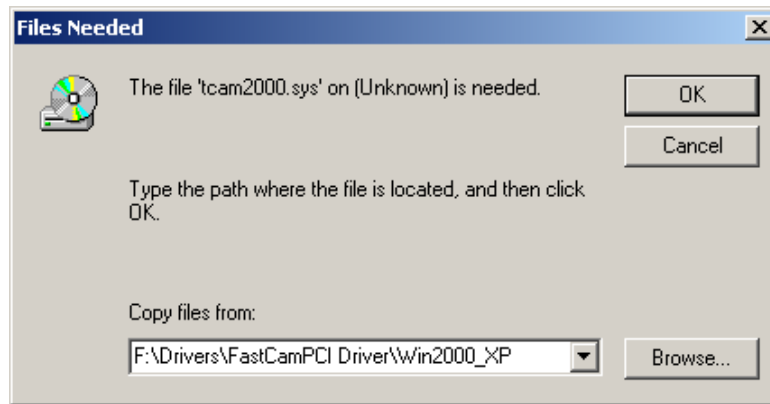 Files Needed
The file 'tcam2000.sys' on (Unknown) is needed.
OK
Cancel
Type the path where the file is located, and then click
OK.
Copy files from:
F:\Drivers\FastCamPCI Driver\Win2000_XP
Browse...